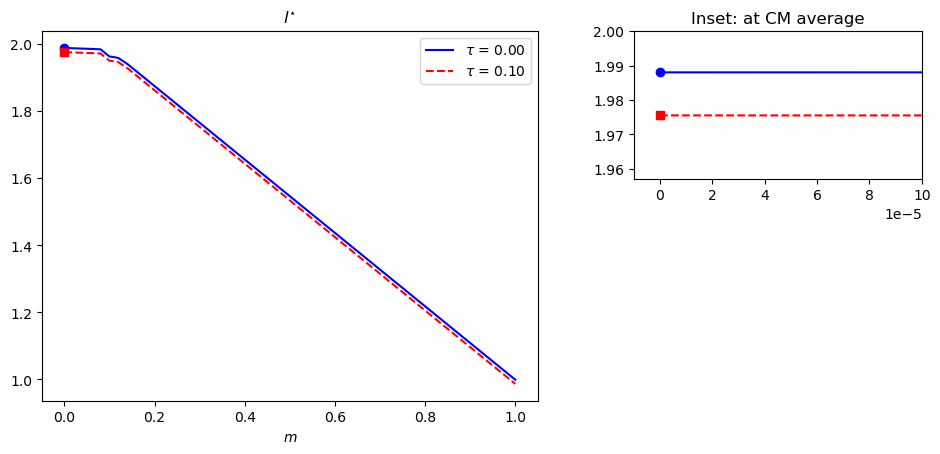 l⋆
2.0
1.8
1.6
1.4
1.2
1.0
0.0 0.2 0.4 0.6 0.8 1.0
m
τ = 0.00
τ = 0.10
Inset: at CM average
2.00
1.99
1.98
1.97
1.96
0 2 4 6 8 10
1e−5